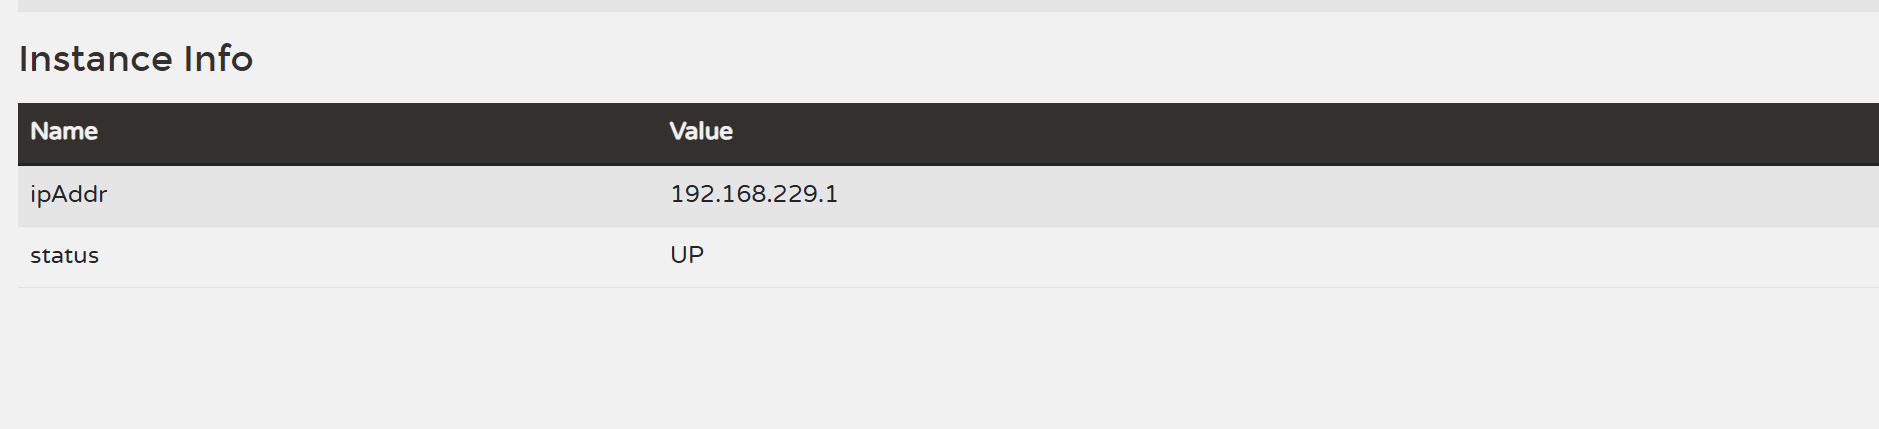 Instance Info
Name Value
ipAddr 192.168.229.1
status UP